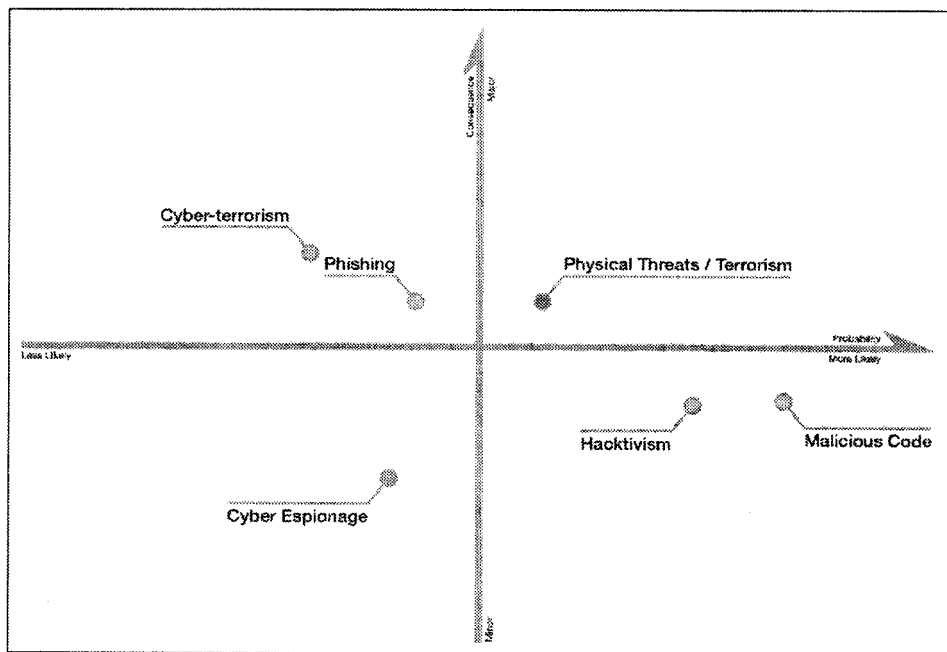 Consequence
Major
Cyber-terrorism
Phishing
Physical Threats / Terrorism
Less Likely
Probability
More Likely
Hacktivism
Malicious Code
Cyber Espionage
Minor